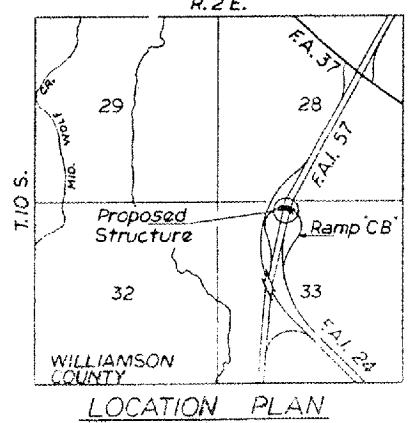 R. 2 E.
F.A. 37
CR.
29
28
WOLF
F.A.I. 57
MID.
T. 10 S.
Proposed
Structure
Ramp "CB"
32
33
F.A.I. 24
WILLIAMSON
COUNTY
LOCATION PLAN